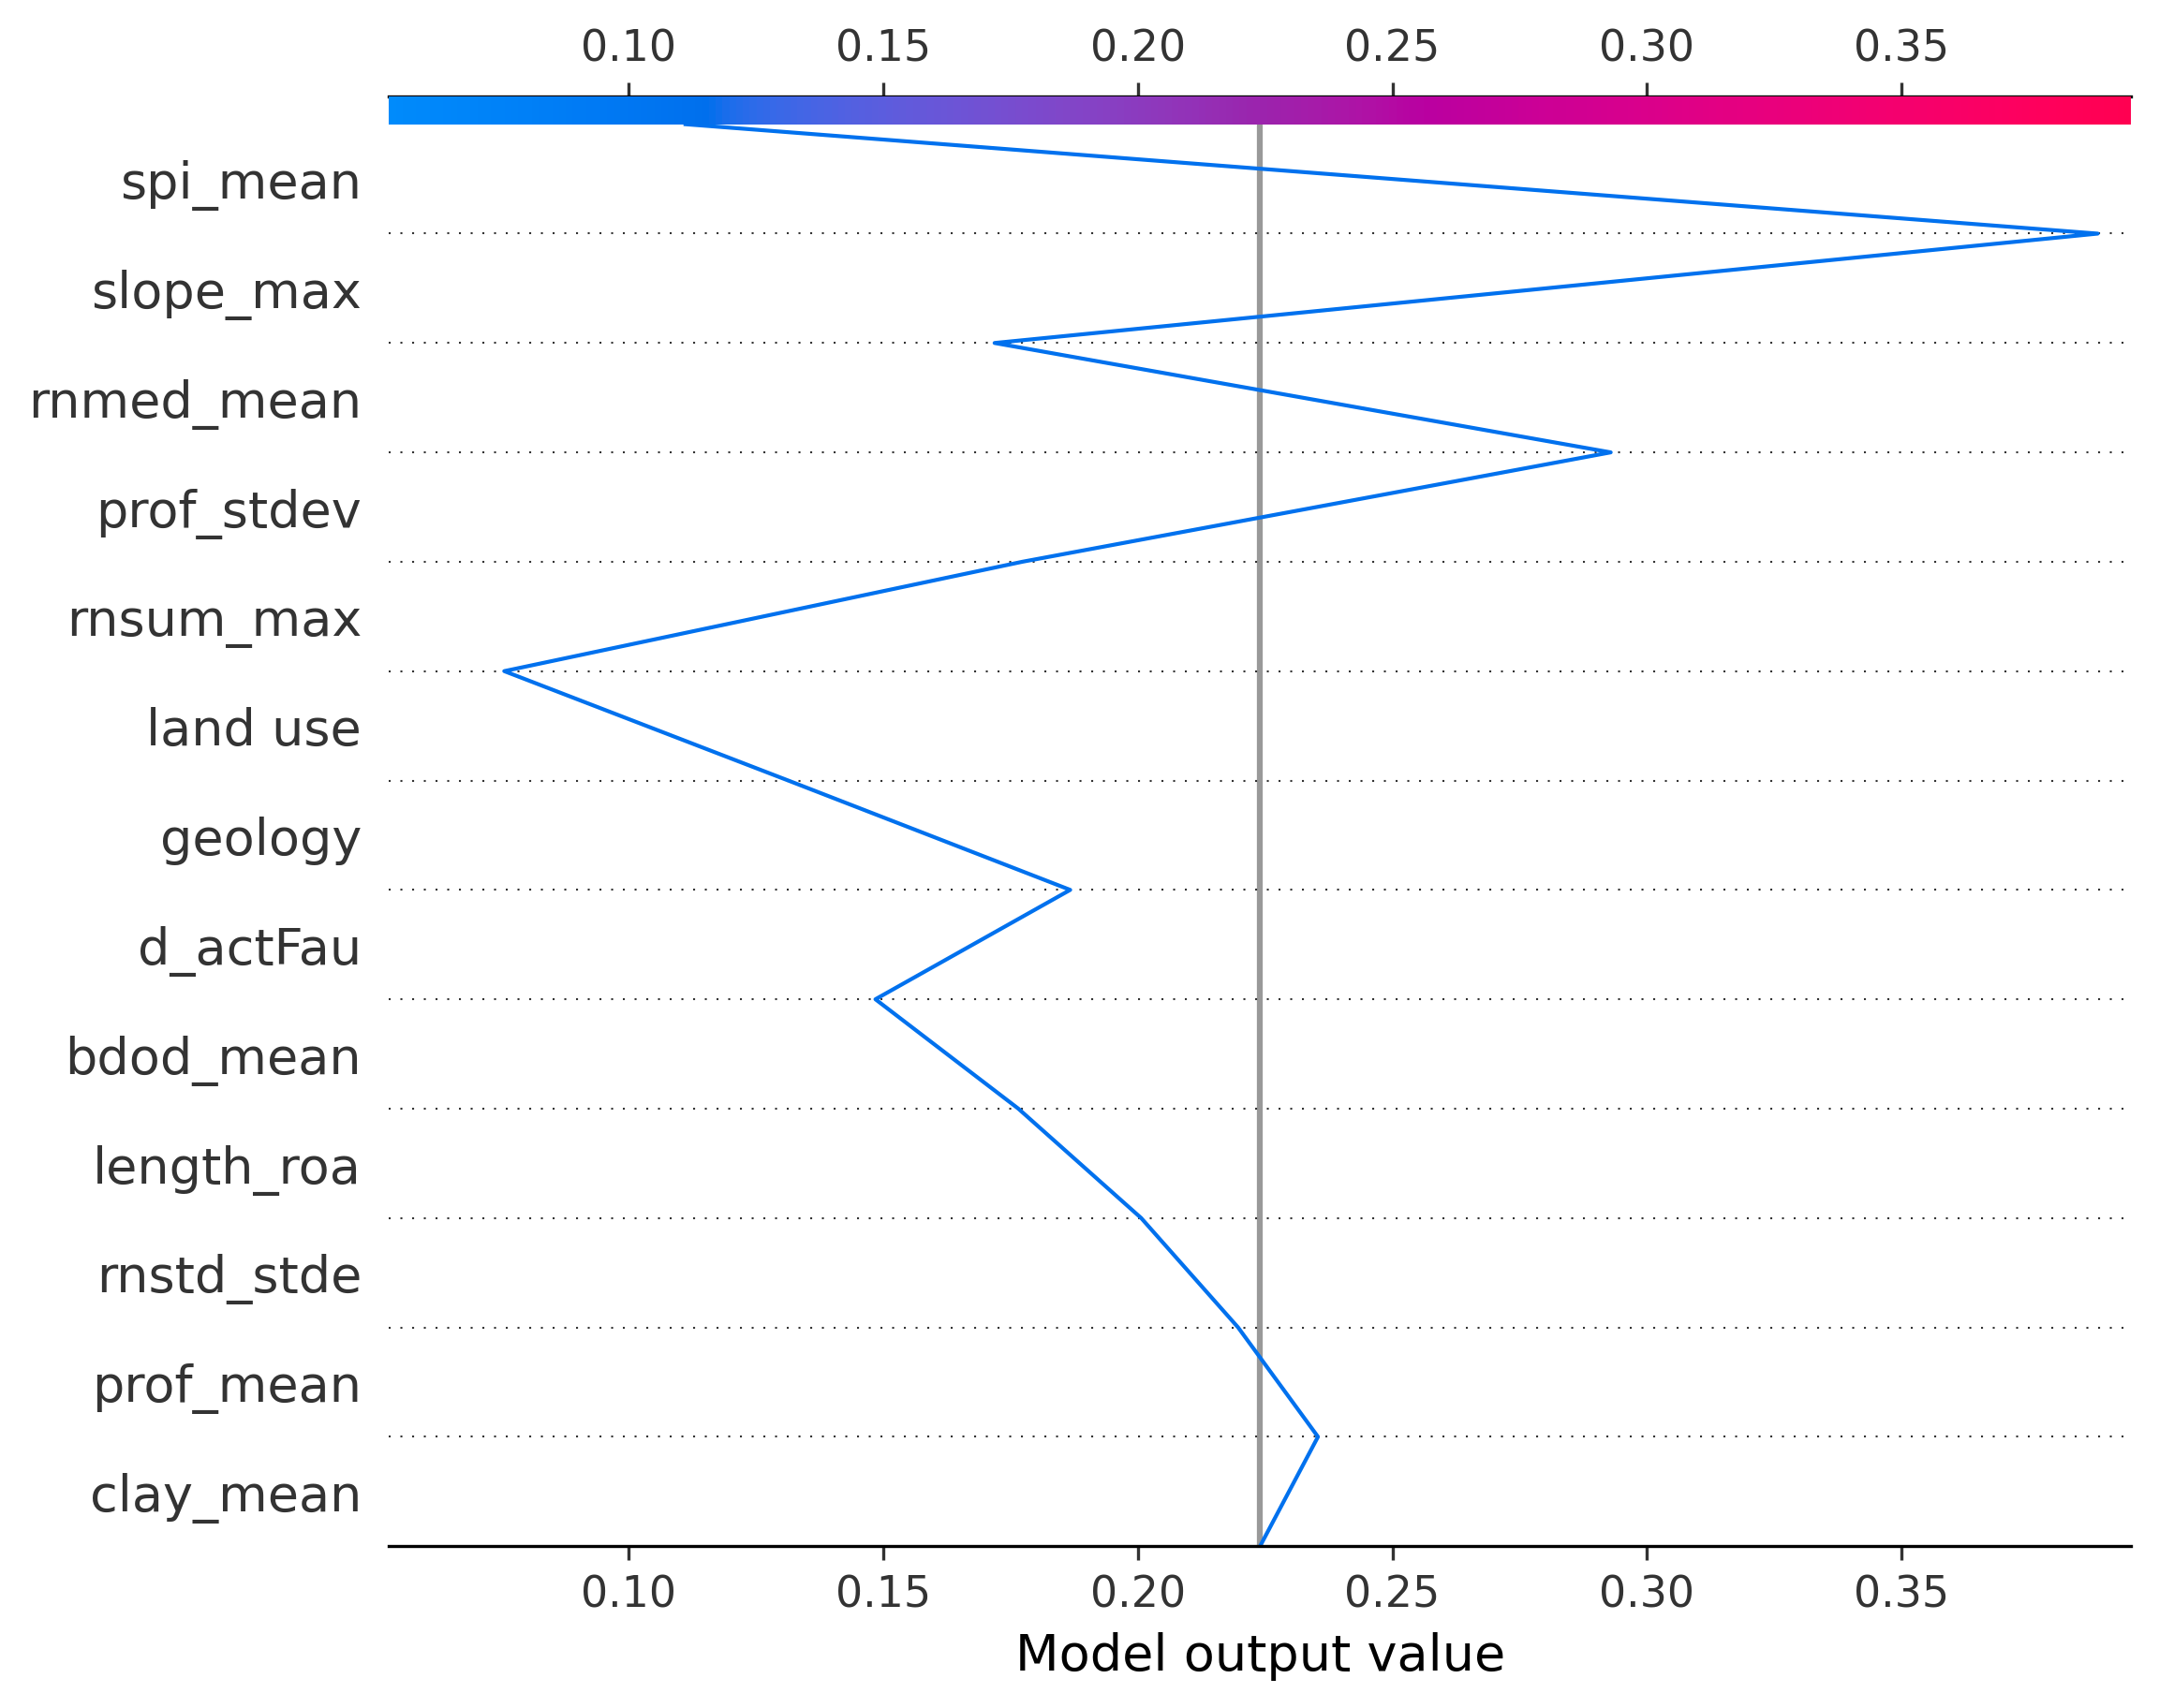 0.10 0.15 0.20 0.25 0.30 0.35
spi_mean
slope_max
rnmed_mean
prof_stdev
rnsum_max
land use
geology
d_actFau
bdod_mean
length_roa
rnstd_stde
prof_mean
clay_mean
0.10 0.15 0.20 0.25 0.30 0.35
Model output value